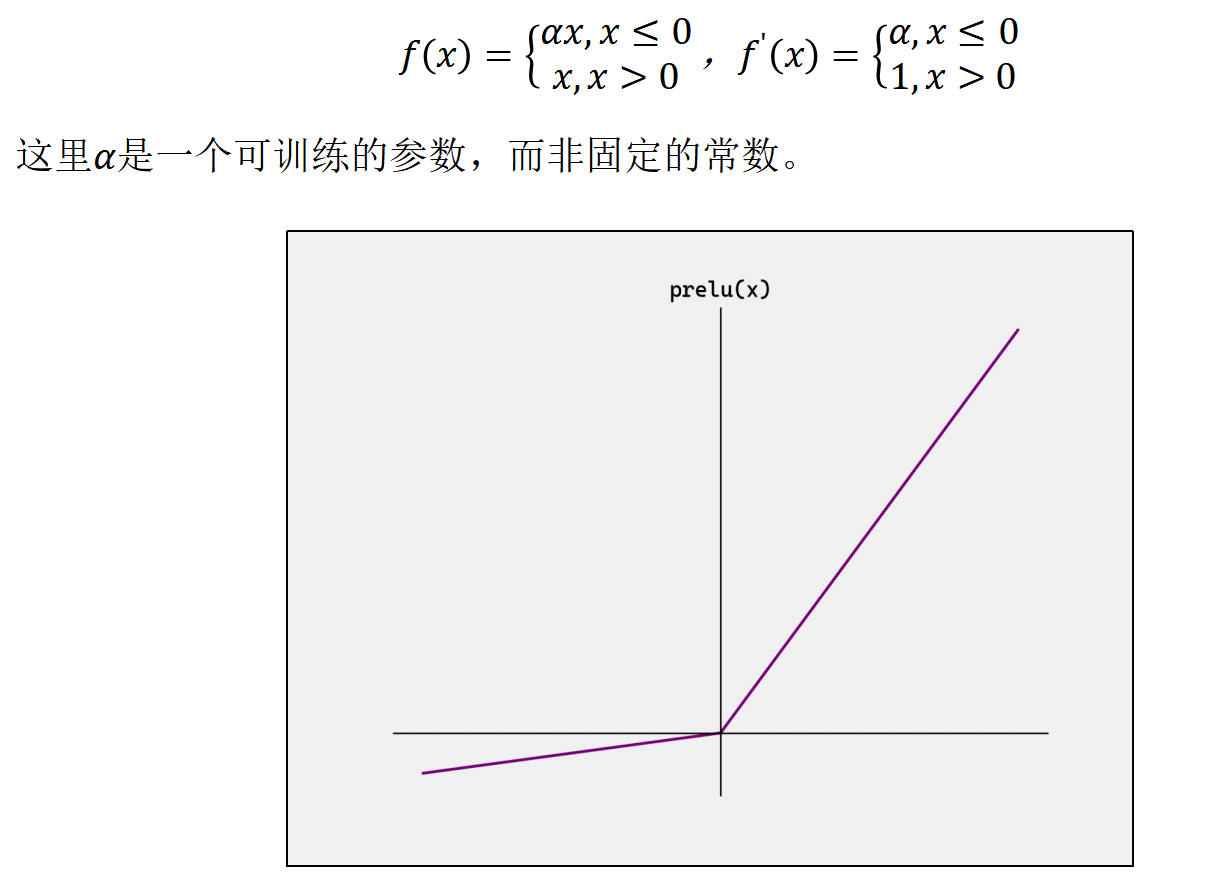 f(x) = {αx, x ≤ 0 x, x > 0 , f'(x) = {α, x ≤ 0 1, x > 0
这里α是一个可训练的参数，而非固定的常数。
prelu(x)